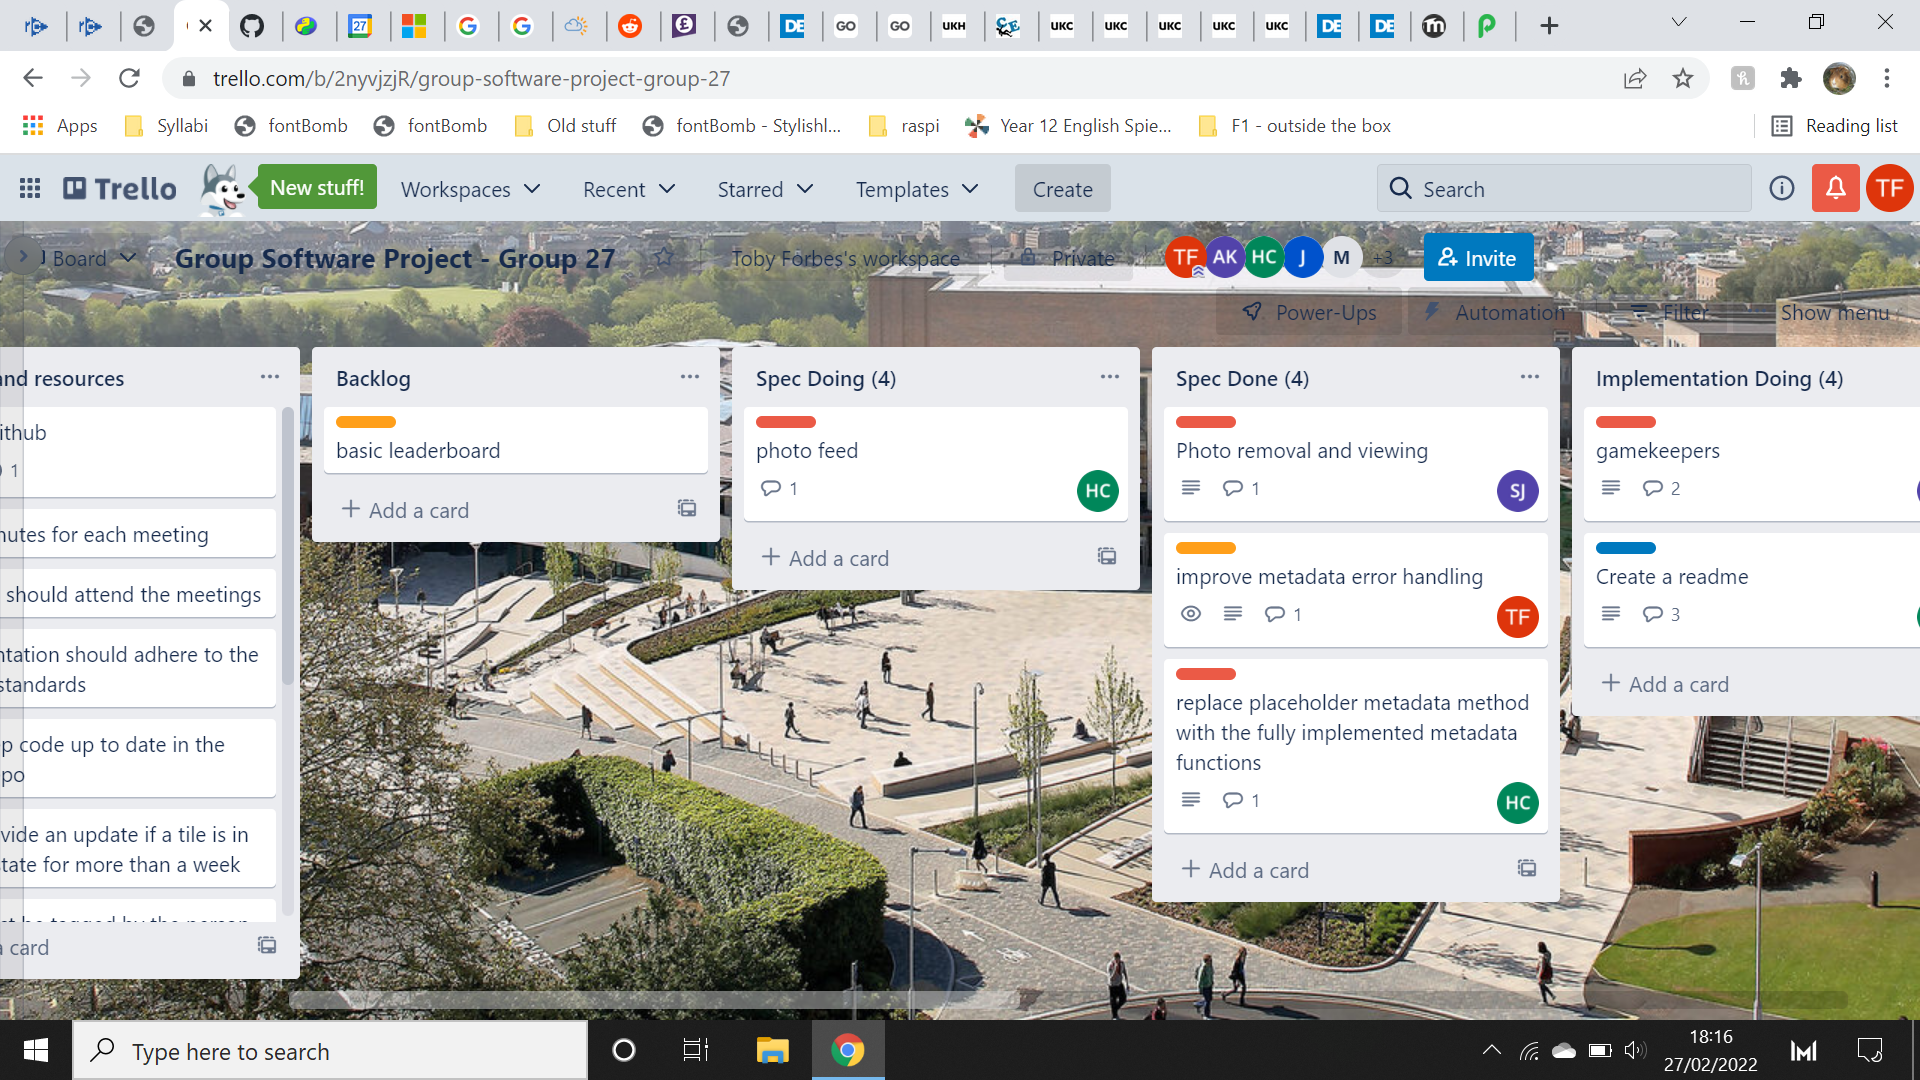 27
DE
GO
GO
UKH
UKC
UKC
UKC
UKC
UKC
DE
DE
trello.com/b/2nyvjzjR/group-software-project-group-27
Apps
Syllabi
fontBomb
fontBomb
Old stuff
fontBomb - Stylishl...
raspi
Year 12 English Spie...
F1 - outside the box
Reading list
Trello
New stuff!
Workspaces
Recent
Starred
Templates
Create
Search
TF
Board
Group Software Project - Group 27
Toby Forbes's workspace
Private
TF
AK
HC
J
M
+3
Invite
Power-Ups
Automation
Filter
Show menu
and resources
ithub
1
nutes for each meeting
should attend the meetings
ntation should adhere to the
standards
p code up to date in the
po
vide an update if a tile is in
tate for more than a week
a card
Backlog
basic leaderboard
+ Add a card
Spec Doing (4)
photo feed
1
HC
+ Add a card
Spec Done (4)
Photo removal and viewing
1
SJ
improve metadata error handling
1
TF
replace placeholder metadata method
with the fully implemented metadata
functions
1
HC
+ Add a card
Implementation Doing (4)
gamekeepers
2
Create a readme
3
+ Add a card
Type here to search
18:16
27/02/2022